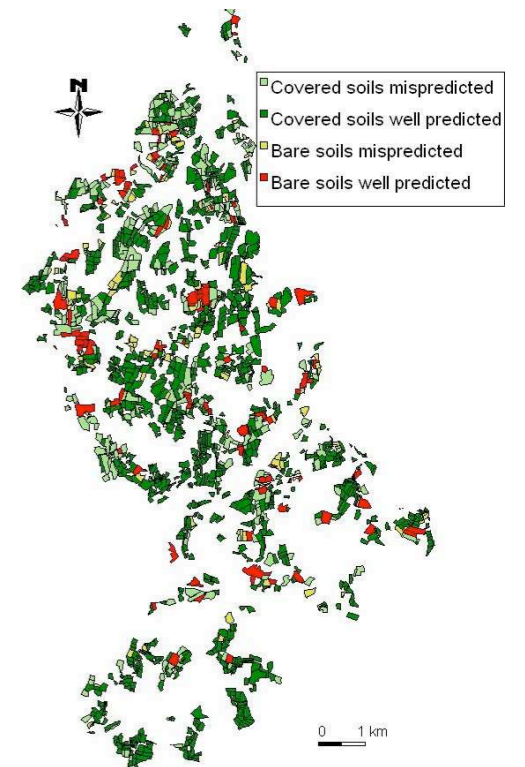 N
Covered soils mispredicted
Covered soils well predicted
Bare soils mispredicted
Bare soils well predicted
0 1 km